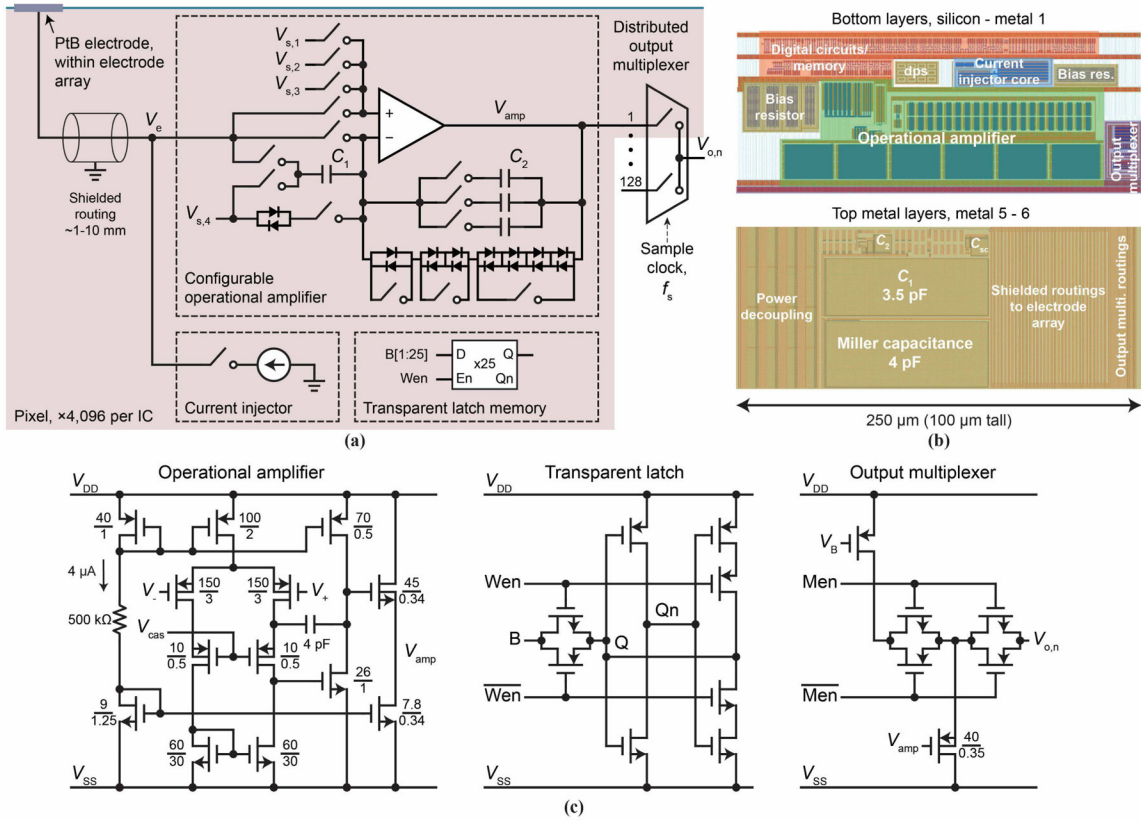 PtB electrode,
within electrode
array
Ve
Shielded
routing
~1-10 mm
Vs,1
Vs,2
Vs,3
Vs,4
C1
+
−
Vamp
C2
Configurable
operational amplifier
Distributed
output
multiplexer
1
128
Vo,n
Sample
clock,
fs
Current injector
B[1:25]
Wen
D
Q
x25
En
Qn
Transparent latch memory
Pixel, ×4,096 per IC
(a)
Bottom layers, silicon - metal 1
Digital circuits/
memory
dps
Current
injector core
Bias res.
Bias
resistor
Operational amplifier
Output
multiplexer
Top metal layers, metal 5 - 6
C2
Csc
C1
3.5 pF
Power
decoupling
Miller capacitance
4 pF
Shielded routings
to electrode
array
Output multi. routings
250 µm (100 µm tall)
(b)
Operational amplifier
VDD
40
1
100
2
70
0.5
4 µA
V-
150
3
150
3
V+
500 kΩ
45
0.34
Vcas
4 pF
10
0.5
10
0.5
Vamp
26
1
9
1.25
7.8
0.34
60
30
60
30
VSS
Transparent latch
VDD
Wen
Qn
B
Q
Wen
VSS
Output multiplexer
VDD
VB
Men
Vo,n
Men
Vamp
40
0.35
VSS
(c)